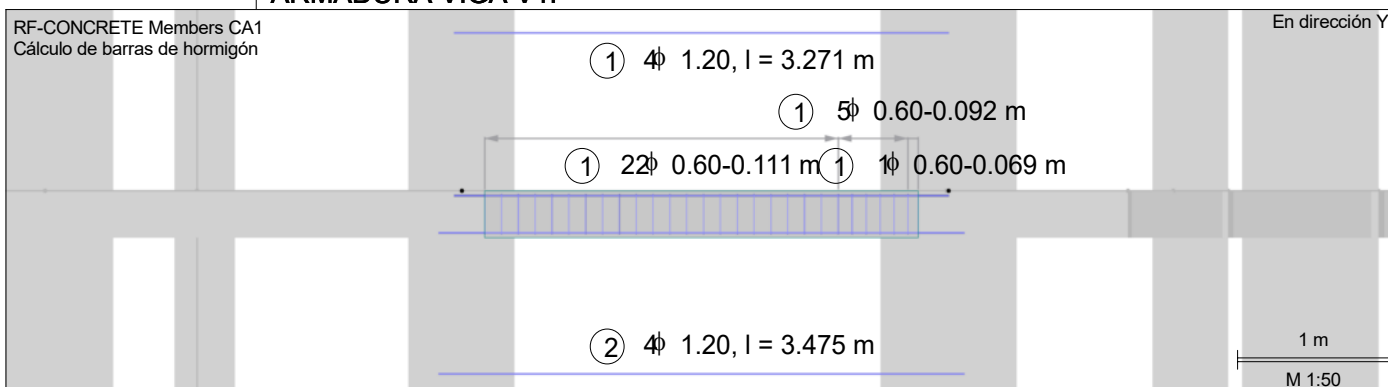 ARMADURA VIGA V1.
RF-CONCRETE Members CA1
Cálculo de barras de hormigón
En dirección Y
1 4ϕ 1.20, l = 3.271 m
1 5ϕ 0.60-0.092 m
1 22ϕ 0.60-0.111 m
1 1ϕ 0.60-0.069 m
2 4ϕ 1.20, l = 3.475 m
1 m
M 1:50